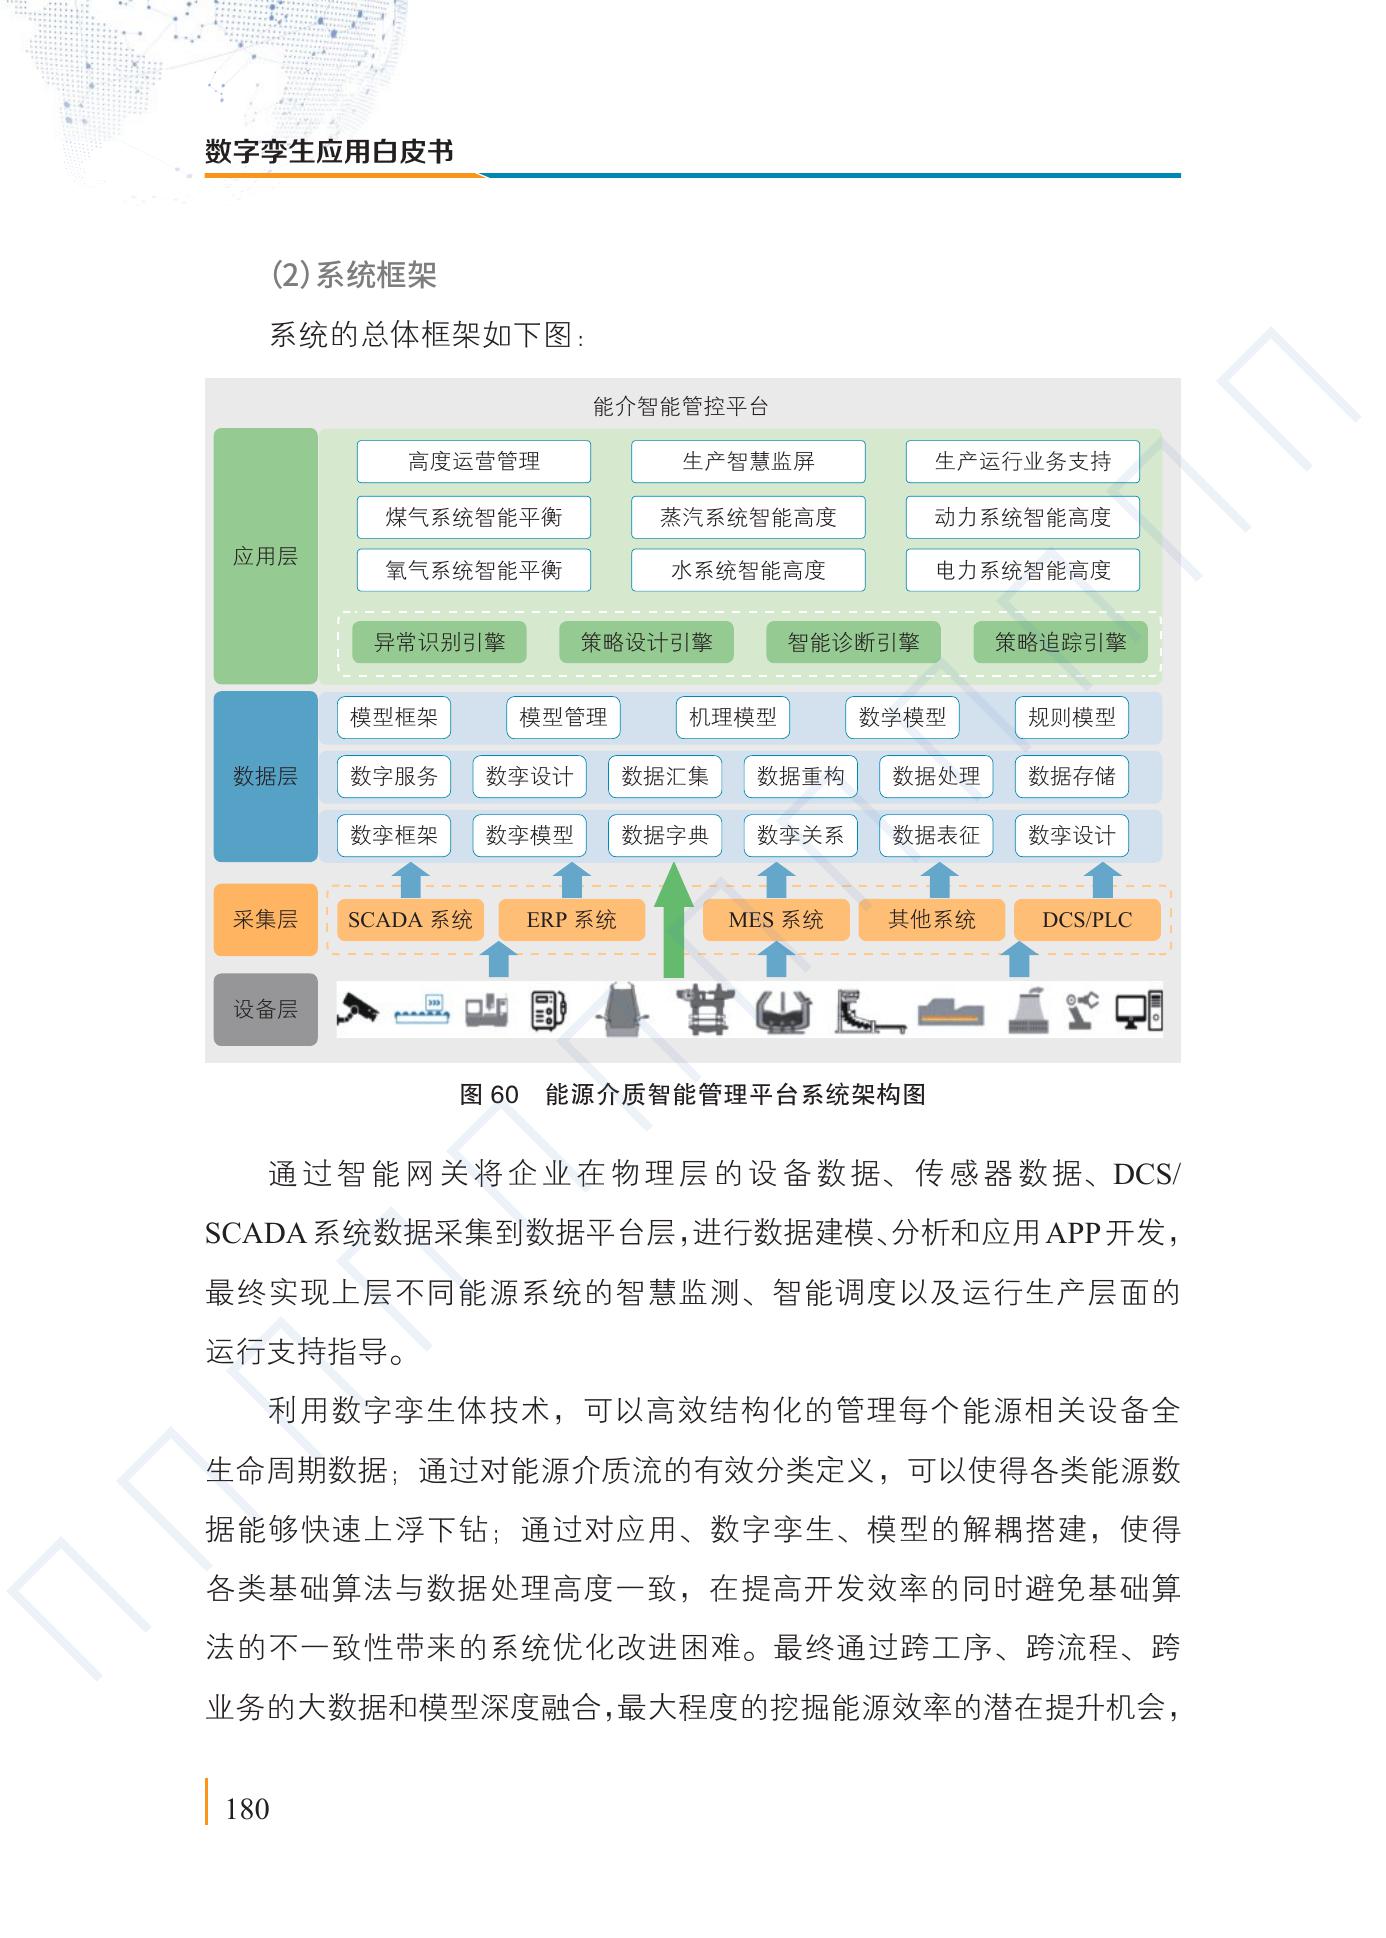 数字孪生应用白皮书
（2）系统框架
系统的总体框架如下图：
能介智能管控平台
应用层
高度运营管理 生产智慧监屏 生产运行业务支持
煤气系统智能平衡 蒸汽系统智能高度 动力系统智能高度
氧气系统智能平衡 水系统智能高度 电力系统智能高度
异常识别引擎 策略设计引擎 智能诊断引擎 策略追踪引擎
数据层
模型框架 模型管理 机理模型 数学模型 规则模型
数字服务 数孪设计 数据汇集 数据重构 数据处理 数据存储
数孪框架 数孪模型 数据字典 数孪关系 数据表征 数孪设计
采集层
SCADA 系统 ERP 系统 MES 系统 其他系统 DCS/PLC
设备层
图 60 能源介质智能管理平台系统架构图
通过智能网关将企业在物理层的设备数据、传感器数据、DCS/
SCADA 系统数据采集到数据平台层，进行数据建模、分析和应用 APP 开发，
最终实现上层不同能源系统的智慧监测、智能调度以及运行生产层面的
运行支持指导。
利用数字孪生体技术，可以高效结构化的管理每个能源相关设备全
生命周期数据；通过对能源介质流的有效分类定义，可以使得各类能源数
据能够快速上浮下钻；通过对应用、数字孪生、模型的解耦搭建，使得
各类基础算法与数据处理高度一致，在提高开发效率的同时避免基础算
法的不一致性带来的系统优化改进困难。最终通过跨工序、跨流程、跨
业务的大数据和模型深度融合，最大程度的挖掘能源效率的潜在提升机会，
180